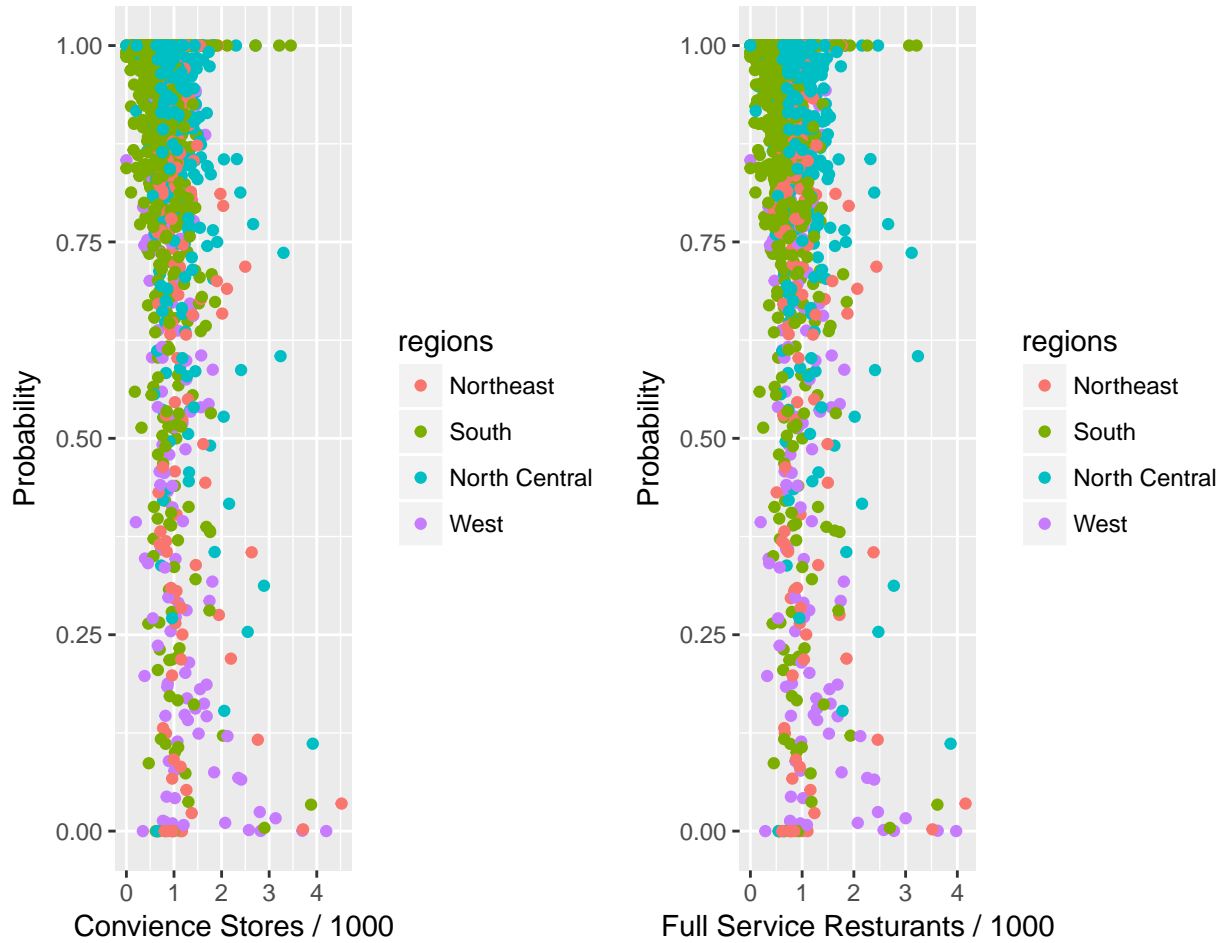 1.00
0.75
0.50
0.25
0.00
Probability
0 1 2 3 4
Convience Stores / 1000
regions
Northeast
South
North Central
West
1.00
0.75
0.50
0.25
0.00
Probability
0 1 2 3 4
Full Service Resturants / 1000
regions
Northeast
South
North Central
West